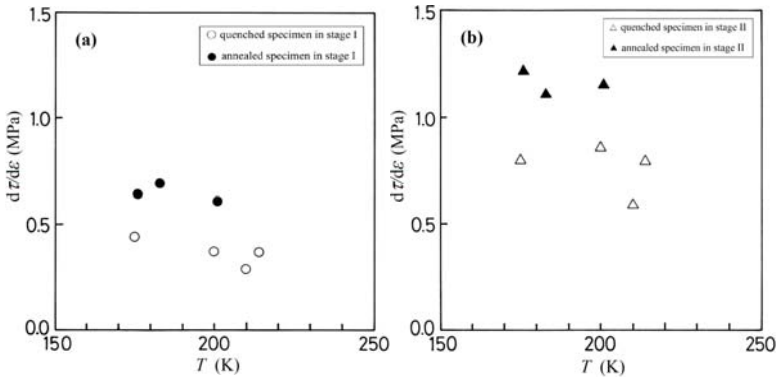 (a)
quenched specimen in stage I
annealed specimen in stage I
1.5
1.0
0.5
0.0
dτ/dε (MPa)
150
200
250
T (K)
(b)
quenched specimen in stage II
annealed specimen in stage II
1.5
1.0
0.5
0.0
dτ/dε (MPa)
150
200
250
T (K)